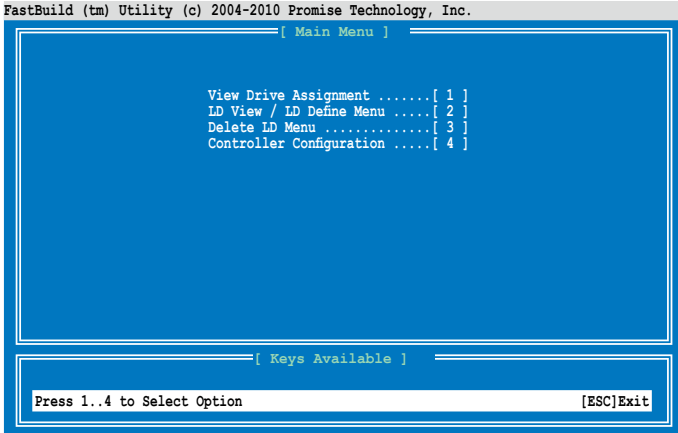 FastBuild (tm) Utility (c) 2004-2010 Promise Technology, Inc.
[ Main Menu ]
View Drive Assignment .......[ 1 ]
LD View / LD Define Menu .....[ 2 ]
Delete LD Menu ..............[ 3 ]
Controller Configuration .....[ 4 ]
[ Keys Available ]
Press 1..4 to Select Option [ESC]Exit